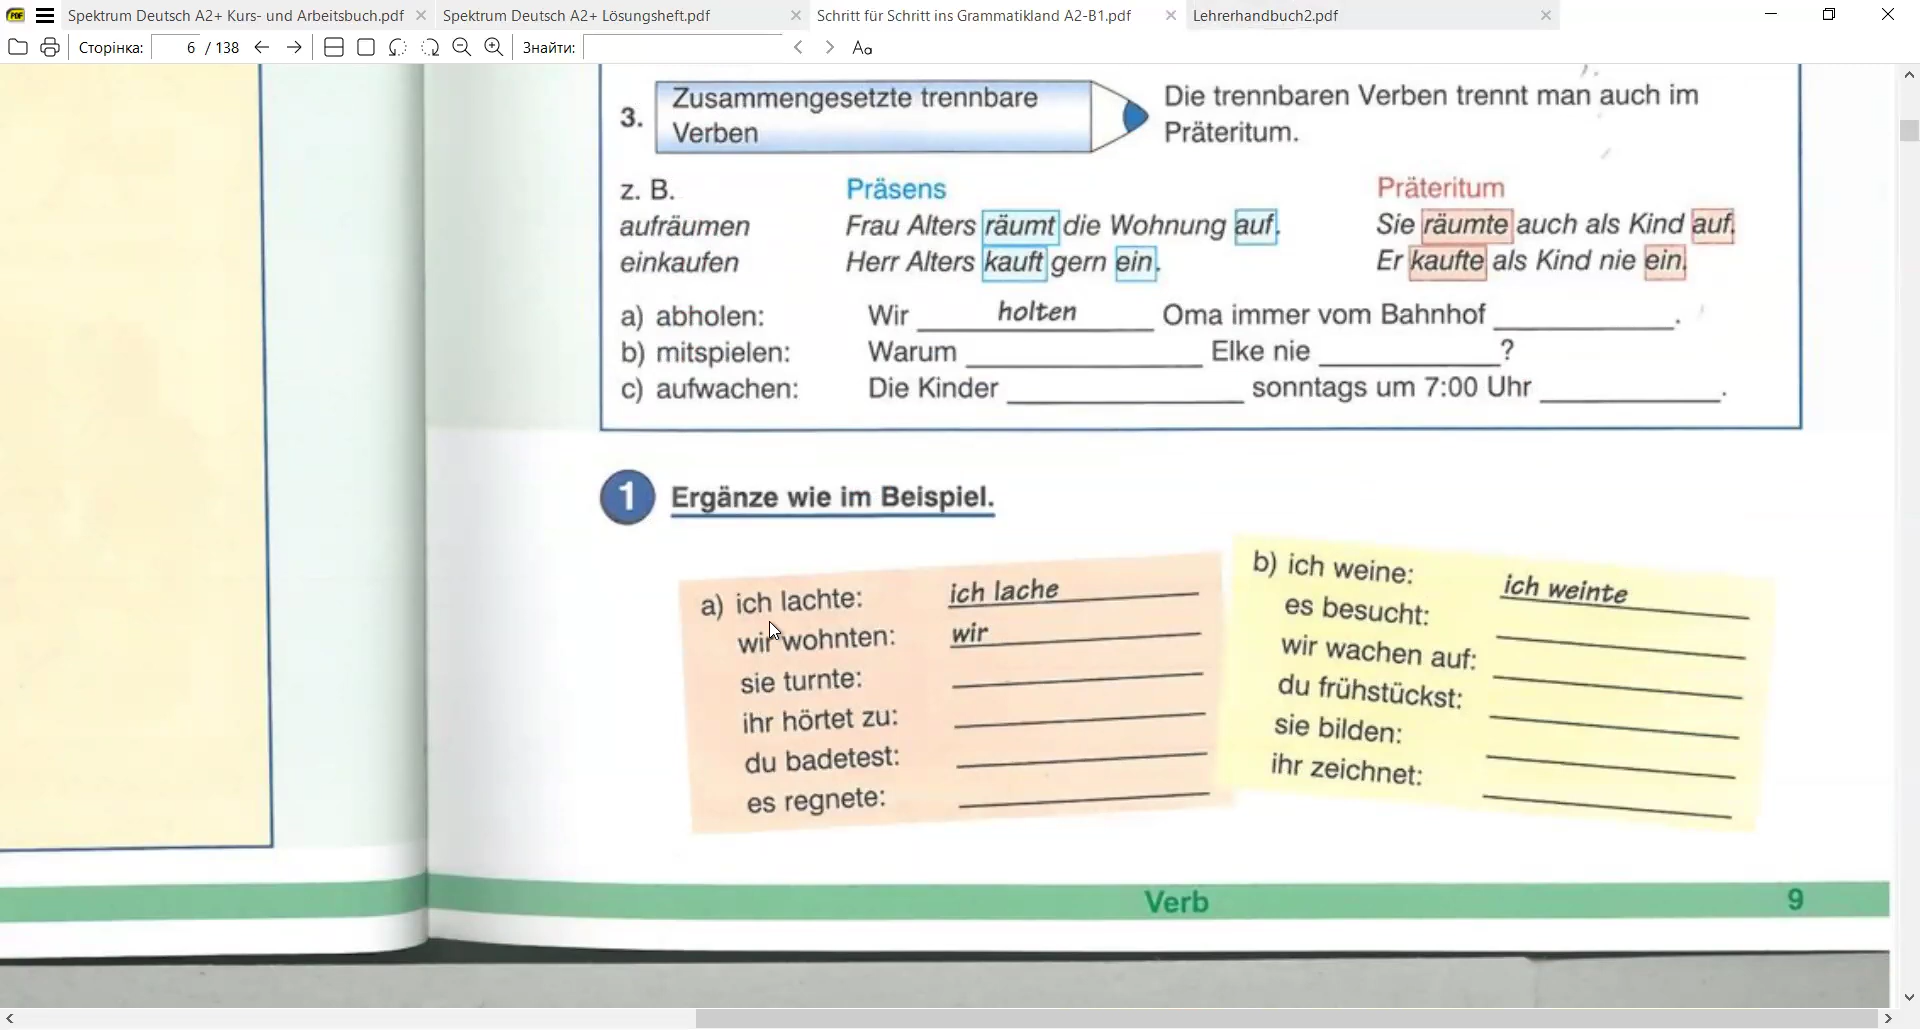 Spektrum Deutsch A2+ Kurs- und Arbeitsbuch.pdf
Spektrum Deutsch A2+ Lösungsheft.pdf
Schritt für Schritt ins Grammatikland A2-B1.pdf
Lehrerhandbuch2.pdf
Сторінка: 6 / 138
Знайти:
Aa
3. Zusammengesetzte trennbare
Verben
Die trennbaren Verben trennt man auch im
Präteritum.
z. B. Präsens Präteritum
aufräumen Frau Alters räumt die Wohnung auf. Sie räumte auch als Kind auf.
einkaufen Herr Alters kauft gern ein. Er kaufte als Kind nie ein.
a) abholen: Wir holten Oma immer vom Bahnhof .
b) mitspielen: Warum Elke nie ?
c) aufwachen: Die Kinder sonntags um 7:00 Uhr .
1 Ergänze wie im Beispiel.
a) ich lachte: ich lache
wir wohnten: wir
sie turnte:
ihr hörtet zu:
du badetest:
es regnete:
b) ich weine: ich weinte
es besucht:
wir wachen auf:
du frühstückst:
sie bilden:
ihr zeichnet:
Verb 9